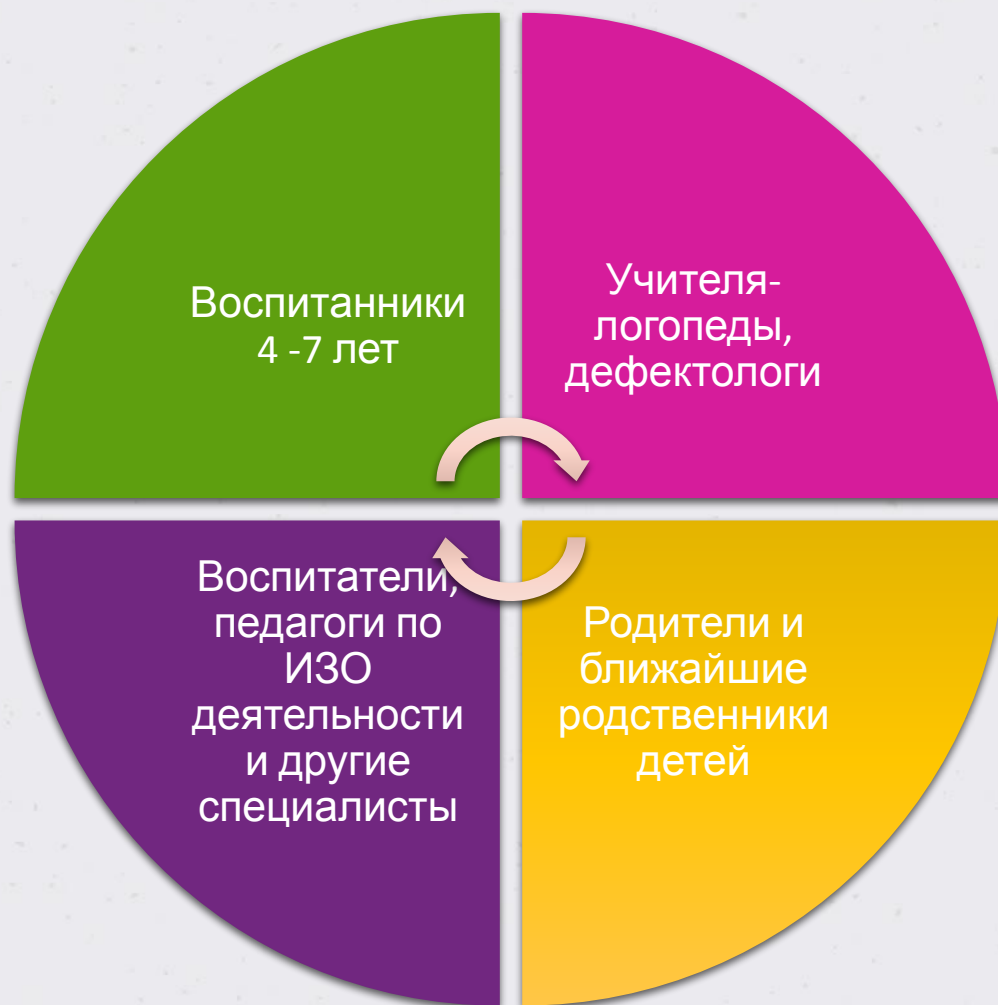 Воспитанники
4 -7 лет
Учителя-
логопеды,
дефектологи
Воспитатели,
педагоги по
ИЗО
деятельности
и другие
специалисты
Родители и
ближайшие
родственники
детей